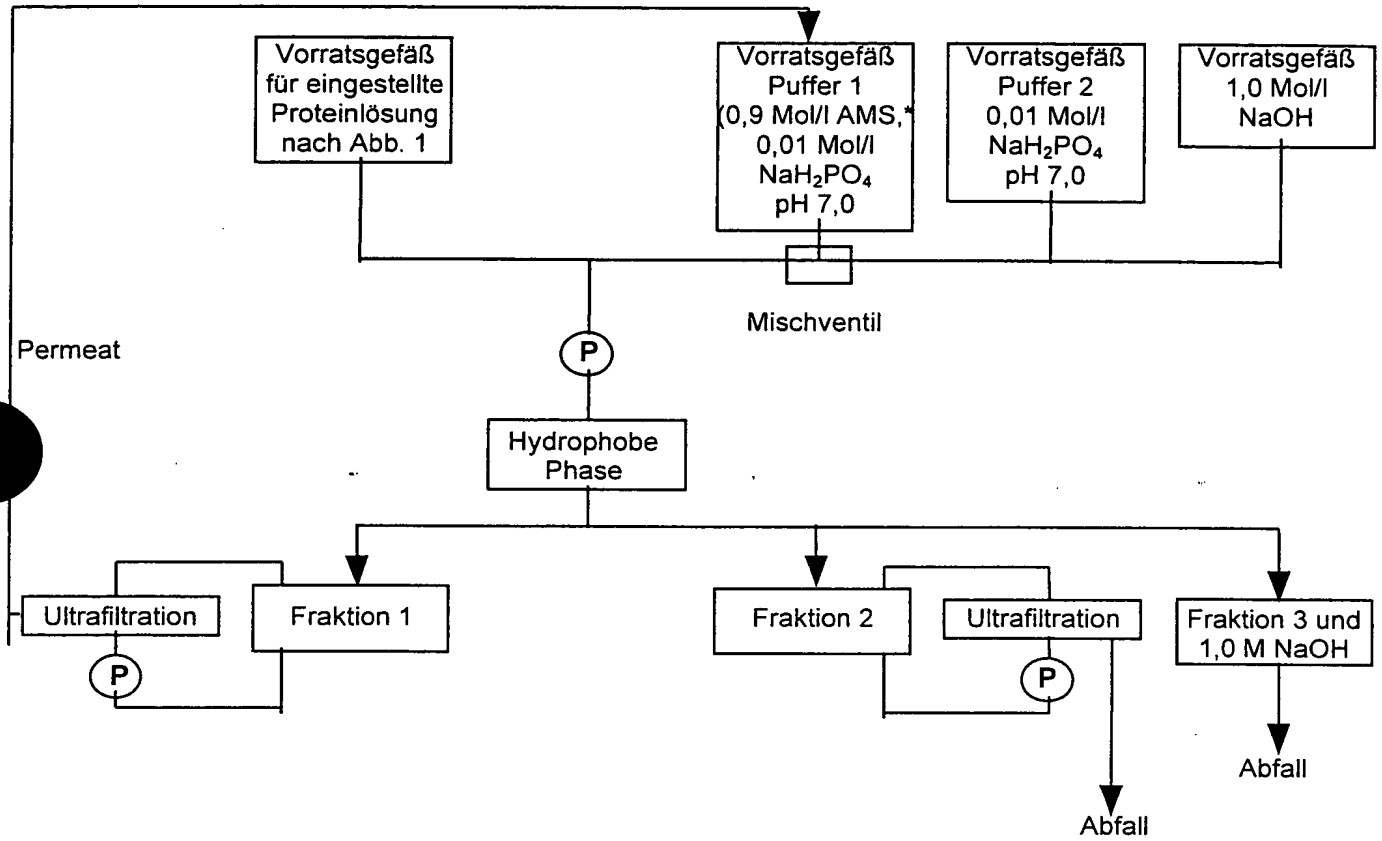 Vorratsgefäß
für eingestellte
Proteinlösung
nach Abb. 1
Vorratsgefäß
Puffer 1
(0,9 Mol/l AMS,*
0,01 Mol/l
NaH₂PO₄
pH 7,0
Vorratsgefäß
Puffer 2
0,01 Mol/l
NaH₂PO₄
pH 7,0
Vorratsgefäß
1,0 Mol/l
NaOH
Mischventil
Permeat
P
Hydrophobe
Phase
Ultrafiltration
Fraktion 1
P
Fraktion 2
Ultrafiltration
P
Fraktion 3 und
1,0 M NaOH
Abfall
Abfall